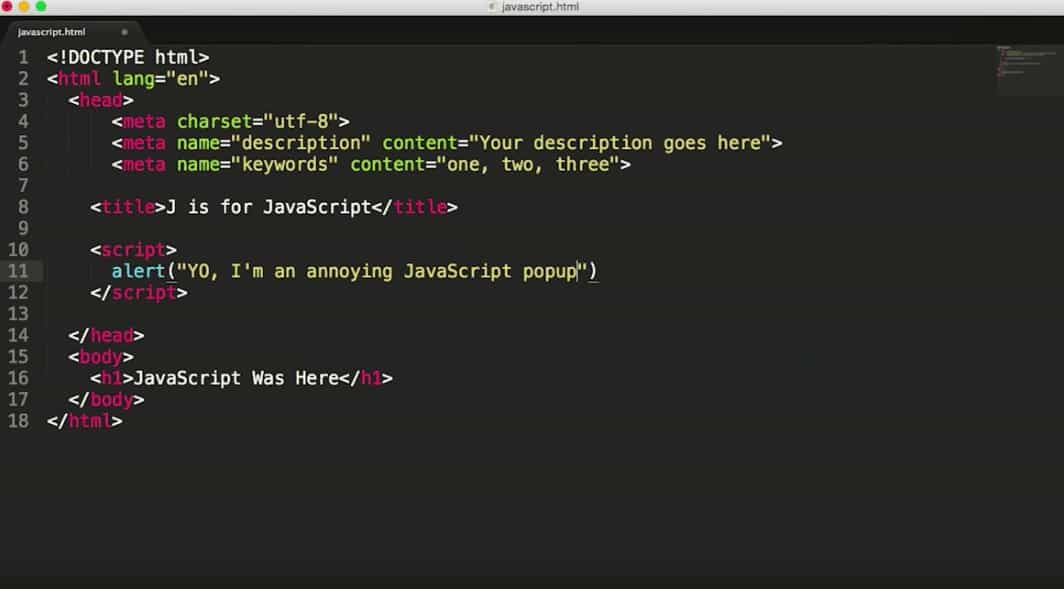 javascript.html
javascript.html
1 <!DOCTYPE html>
2 <html lang="en">
3 <head>
4 <meta charset="utf-8">
5 <meta name="description" content="Your description goes here">
6 <meta name="keywords" content="one, two, three">
7
8 <title>J is for JavaScript</title>
9
10 <script>
11 alert("YO, I'm an annoying JavaScript popup")
12 </script>
13
14 </head>
15 <body>
16 <h1>JavaScript Was Here</h1>
17 </body>
18 </html>